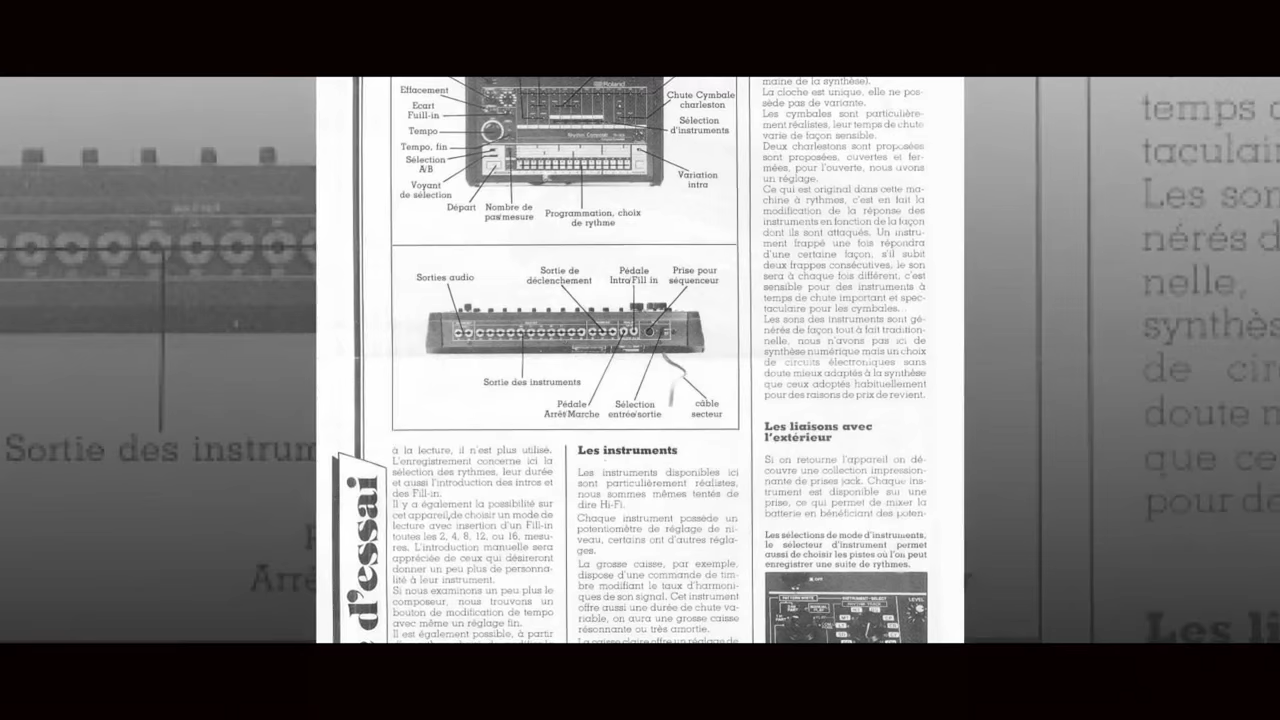 Effacement
Ecart
Fuill-in
Tempo
Tempo, fin
Sélection
A/B
Voyant
de sélection
Départ
Nombre de
pas/mesure
Programmation, choix
de rythme
Roland
Rhythm Composer
Chute Cymbale
charleston
Sélection
d'instruments
Variation
intra
Sorties audio
Sortie de
déclenchement
Pédale
Intro/Fill in
Prise pour
séquenceur
Sortie des instruments
Pédale
Arrêt/Marche
Sélection
entrée/sortie
câble
secteur
d'essai
à la lecture, il n'est plus utilisé.
L'enregistrement concerne ici la
sélection des rythmes, leur durée
et aussi l'introduction des intros et
des Fill-in.
Il y a également la possibilité sur
cet appareil,de choisir un mode de
lecture avec insertion d'un Fill-in
toutes les 2, 4, 8, 12, ou 16, mesu-
res. L'introduction manuelle sera
appréciée de ceux qui désireront
donner un peu plus de personna-
lité à leur instrument.
Si nous examinons un peu plus le
composeur, nous trouvons un
bouton de modification de tempo
avec même un réglage fin.
Il est également possible, à partir
Les instruments
Les instruments disponibles ici
sont particulièrement réalistes,
nous sommes mêmes tentés de
dire Hi-Fi.
Chaque instrument possède un
potentiomètre de réglage de ni-
veau, certains ont d'autres régla-
ges.
La grosse caisse, par exemple,
dispose d'une commande de tim-
bre modifiant le taux d'harmoni-
ques de son signal. Cet instrument
offre aussi une durée de chute va-
riable, on aura une grosse caisse
résonnante ou très amortie.
La caisse claire offre un réglage de
maine de la synthèse).
La cloche est unique, elle ne pos-
sède pas de variante.
Les cymbales sont particulière-
ment réalistes, leur temps de chute
varie de façon sensible.
Deux charlestons sont proposées
sont proposées, ouvertes et fer-
mées, pour l'ouverte, nous avons
un réglage.
Ce qui est original dans cette ma-
chine à rythmes, c'est en fait la
modification de la réponse des
instruments en fonction de la façon
dont ils sont attaqués. Un instru-
ment frappé une fois répondra
d'une certaine façon, s'il subit
deux frappes consécutives, le son
sera à chaque fois différent, c'est
sensible pour des instruments à
temps de chute important et spec-
taculaire pour les cymbales...
Les sons des instruments sont gé-
nérés de façon tout à fait tradition-
nelle, nous n'avons pas ici de
synthèse numérique mais un choix
de circuits électroniques sans
doute mieux adaptés à la synthèse
que ceux adoptés habituellement
pour des raisons de prix de revient.
Les liaisons avec
l'extérieur
Si on retourne l'appareil on dé-
couvre une collection impression-
nante de prises jack. Chaque ins-
trument est disponible sur une
prise, ce qui permet de mixer la
batterie en bénéficiant des poten-
Les sélections de mode d'instruments,
le sélecteur d'instrument permet
aussi de choisir les pistes où l'on peut
enregistrer une suite de rythmes.
PATTERN WRITE
INSTRUMENT SELECT
LEVEL
Sortie des instrum
Arrê
temps d
taculair
Les son
nérés d
nelle,
synthès
de cir
doute m
que ce
pour de
Les li